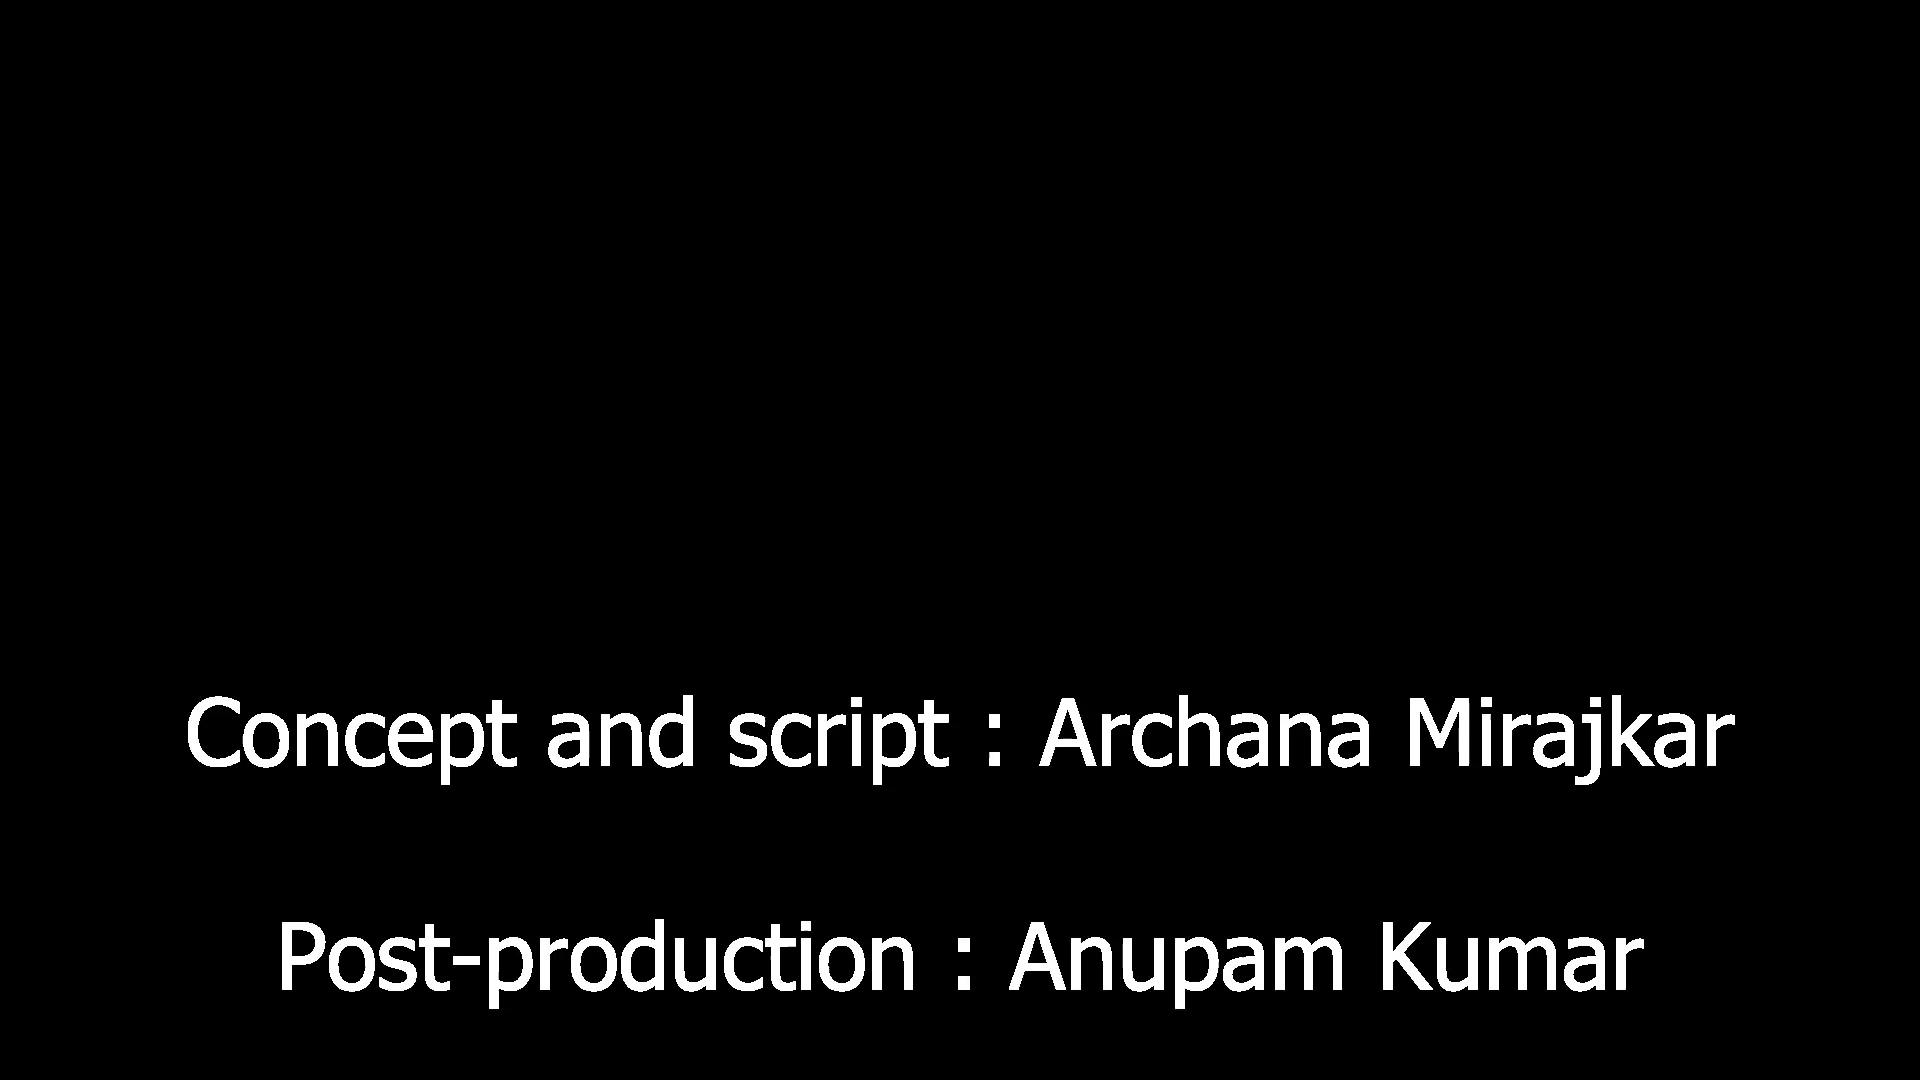 Concept and script : Archana Mirajkar
Post-production : Anupam Kumar